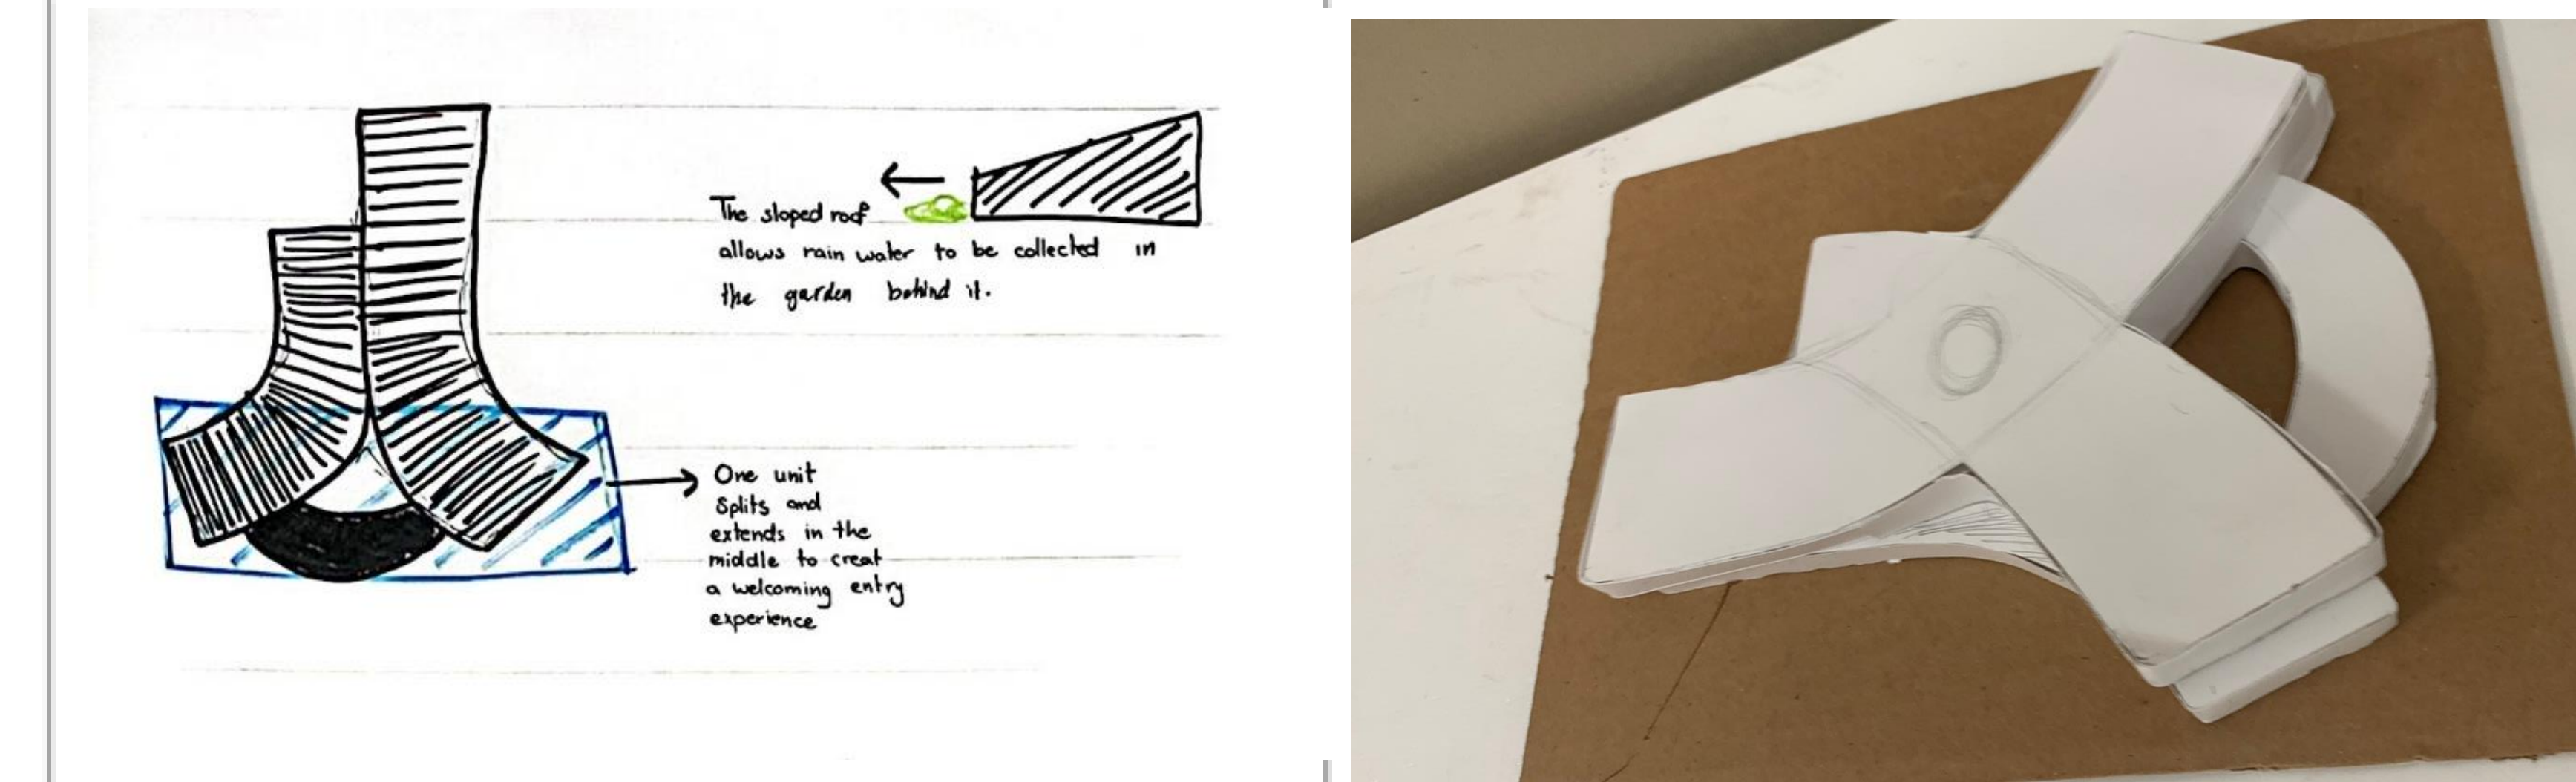 The sloped roof
allows rain water to be collected in
the garden behind it.
One unit
Splits and
extends in the
middle to creat
a welcoming entry
experience